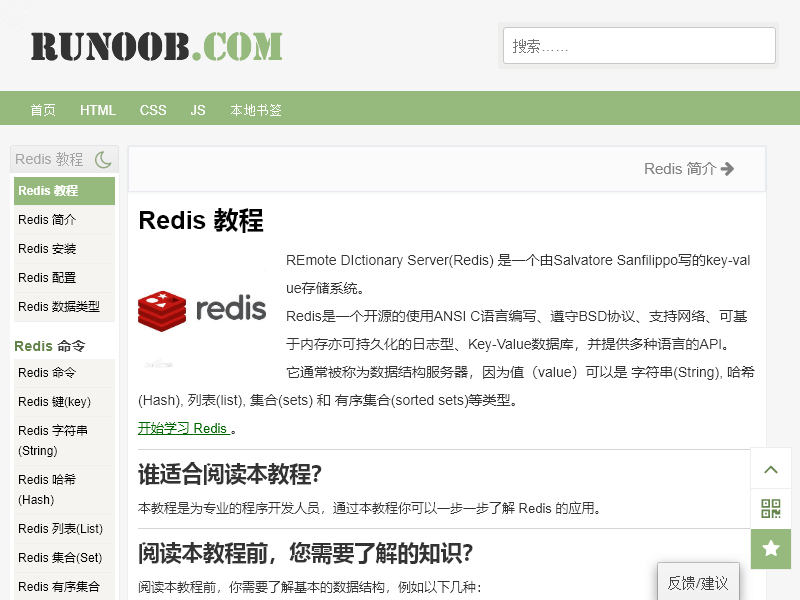 RUNOOB.COM
搜索……
首页 HTML CSS JS 本地书签
Redis 教程
Redis 教程
Redis 简介
Redis 安装
Redis 配置
Redis 数据类型
Redis 命令
Redis 命令
Redis 键(key)
Redis 字符串
(String)
Redis 哈希
(Hash)
Redis 列表(List)
Redis 集合(Set)
Redis 有序集合
Redis 简介
Redis 教程
redis
REmote DIctionary Server(Redis) 是一个由Salvatore Sanfilippo写的key-val
ue存储系统。
Redis是一个开源的使用ANSI C语言编写、遵守BSD协议、支持网络、可基
于内存亦可持久化的日志型、Key-Value数据库，并提供多种语言的API。
它通常被称为数据结构服务器，因为值（value）可以是 字符串(String), 哈希
(Hash), 列表(list), 集合(sets) 和 有序集合(sorted sets)等类型。
开始学习 Redis 。
谁适合阅读本教程？
本教程是为专业的程序开发人员，通过本教程你可以一步一步了解 Redis 的应用。
阅读本教程前，您需要了解的知识？
阅读本教程前，你需要了解基本的数据结构，例如以下几种：
反馈/建议